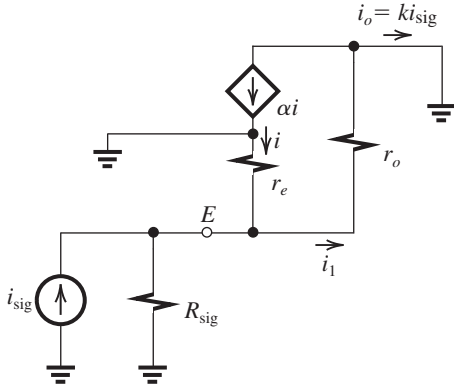 i_o = ki_sig
αi
i
r_e
r_o
E
i_1
i_sig
R_sig